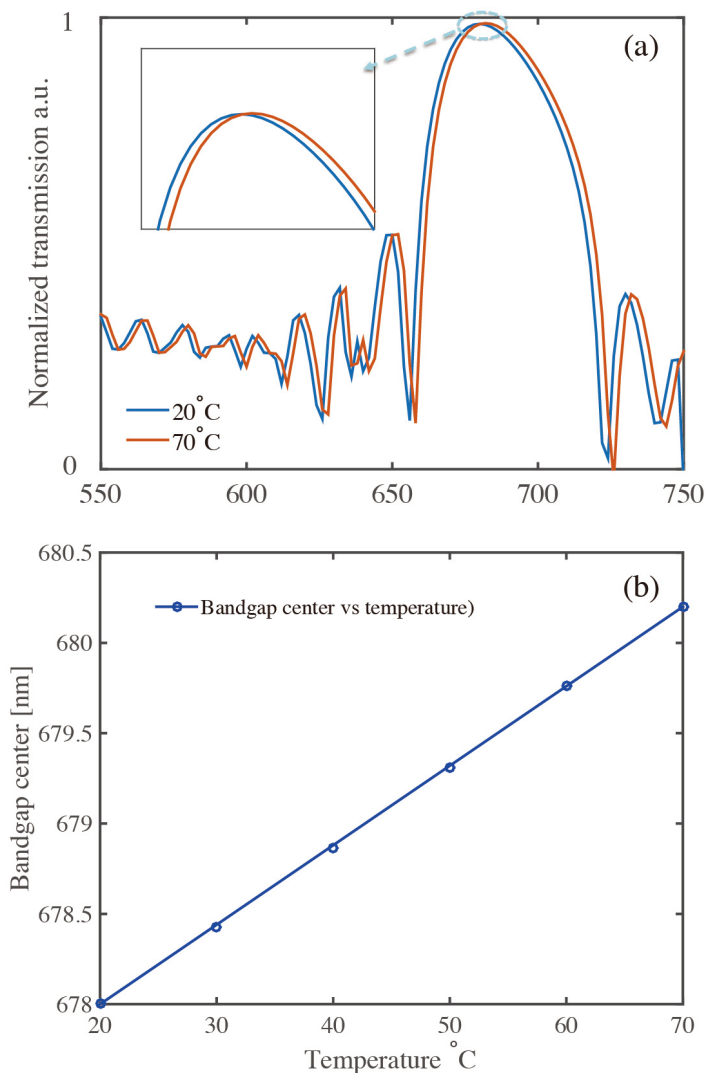 1
(a)
Normalized transmission a.u.
20°C
70°C
0
550 600 650 700 750
680.5
(b)
Bandgap center vs temperature)
680
679.5
Bandgap center [nm]
679
678.5
678
20 30 40 50 60 70
Temperature °C